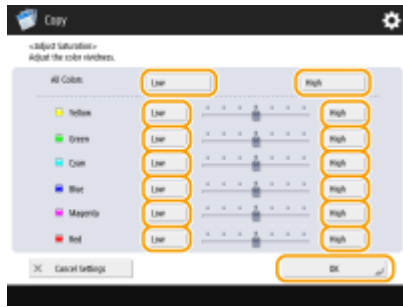 Copy
<Adjust Saturation>
Adjust the color vividness.
All Colors: Low High
Yellow Low High
Green Low High
Cyan Low High
Blue Low High
Magenta Low High
Red Low High
Cancel Settings OK